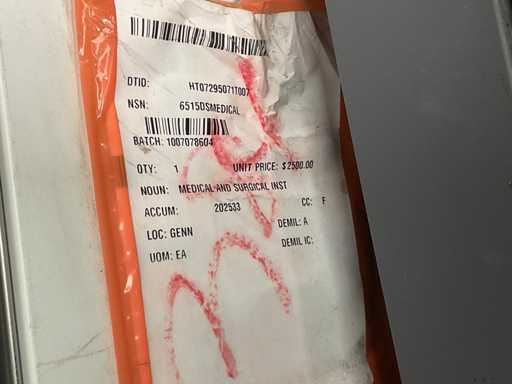 DTID: HT07295071T007
NSN: 6515DSMEDICAL
BATCH: 1007078604
QTY: 1 UNIT PRICE: $2500.00
NOUN: MEDICAL AND SURGICAL INST
ACCUM: 202533 CC: F
LOC: GENN DEMIL: A
UOM: EA DEMIL IC: